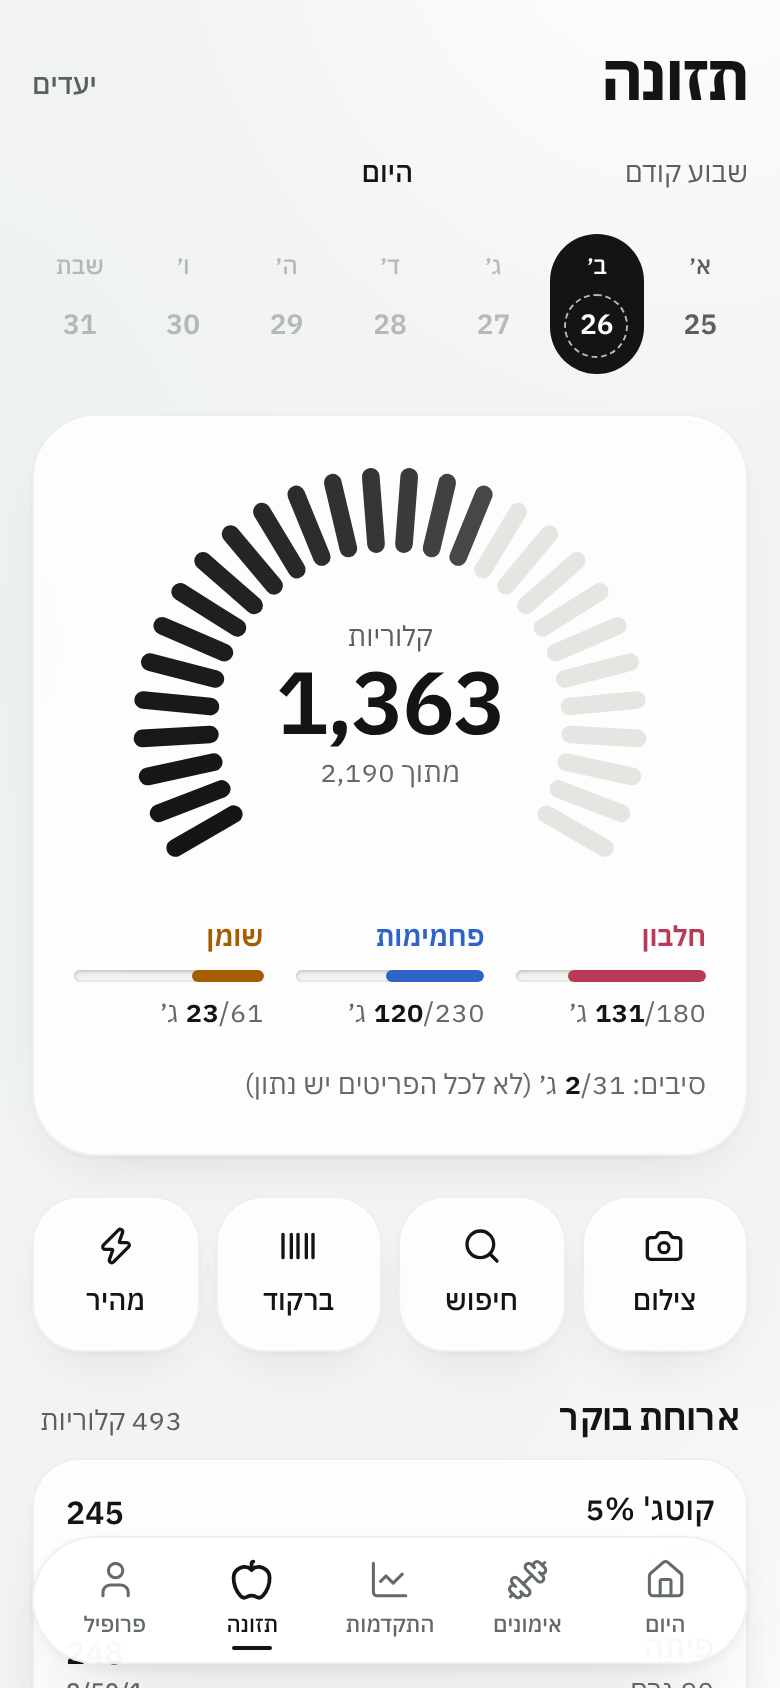 תזונה
יעדים
שבוע קודם
היום
א׳ ב׳ ג׳ ד׳ ה׳ ו׳ שבת
25 26 27 28 29 30 31
קלוריות
1,363
מתוך 2,190
חלבון פחמימות שומן
131/180 ג׳ 120/230 ג׳ 23/61 ג׳
סיבים: 2/31 ג׳ (לא לכל הפריטים יש נתון)
צילום חיפוש ברקוד מהיר
ארוחת בוקר
493 קלוריות
קוטג' 5%
245
היום אימונים התקדמות תזונה פרופיל
פיתה
248